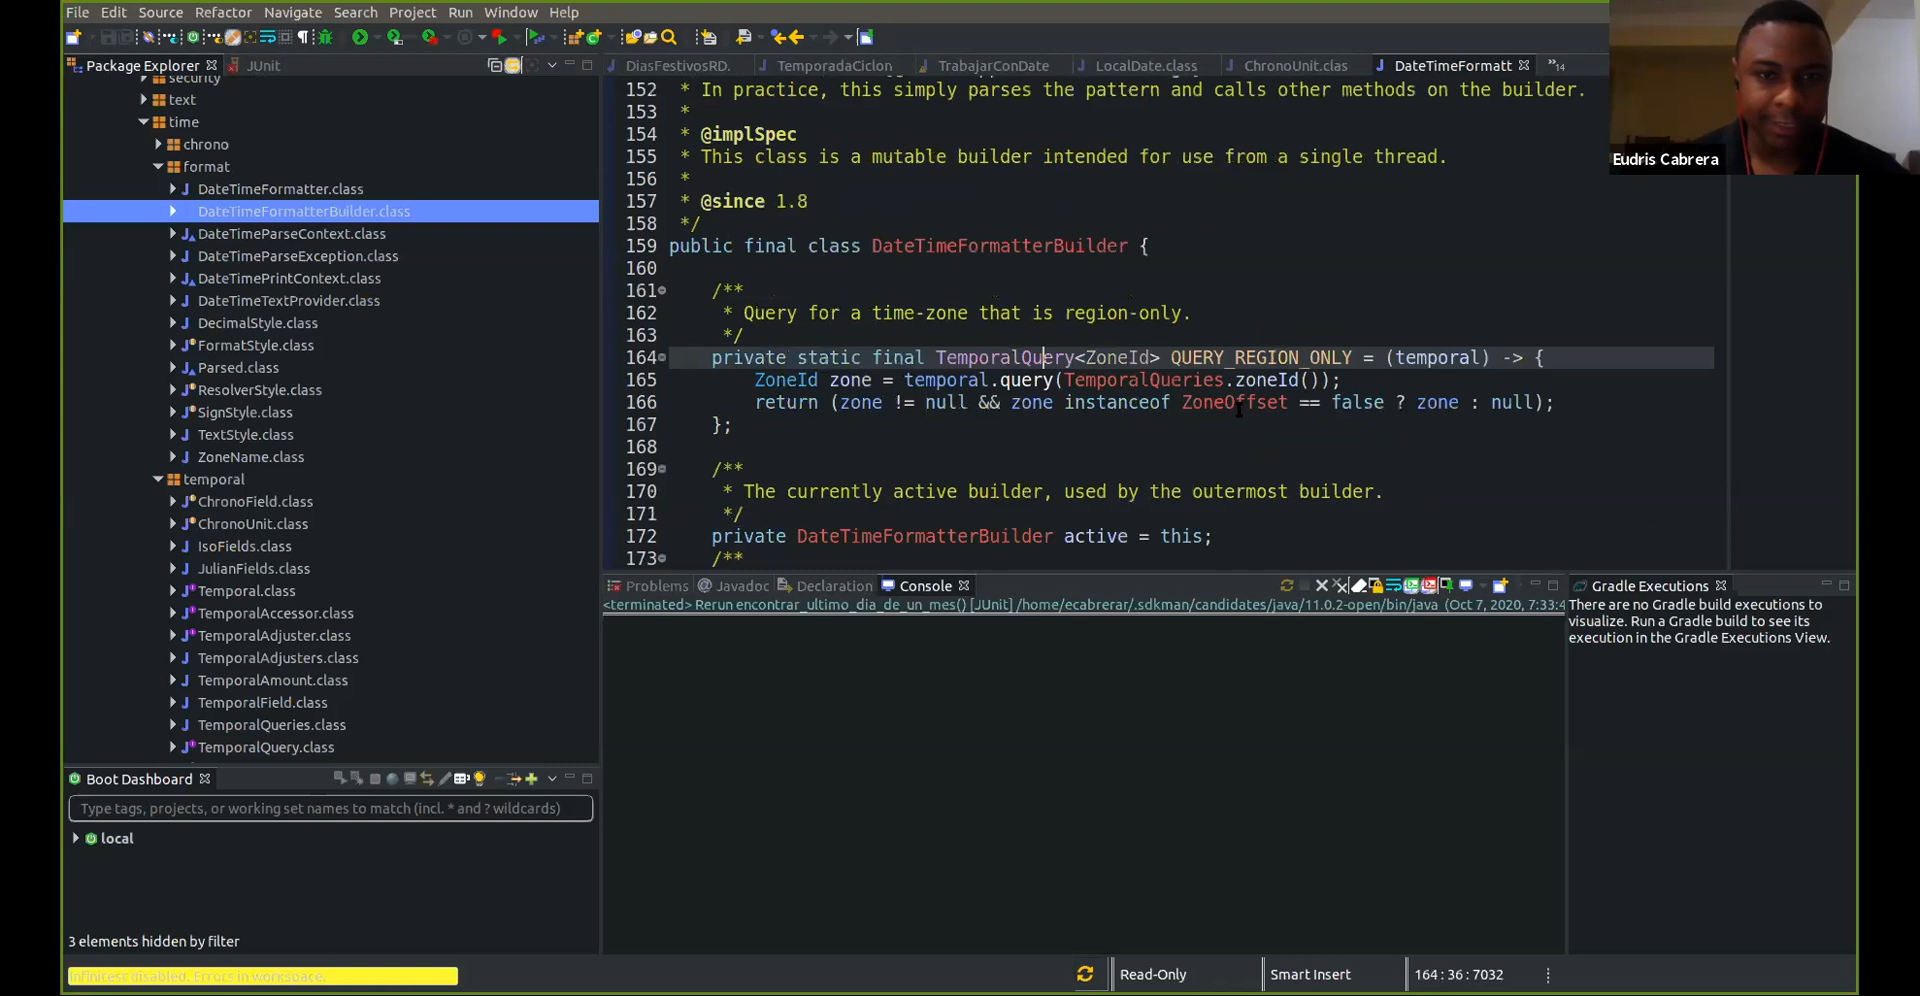 File Edit Source Refactor Navigate Search Project Run Window Help
Package Explorer JUnit
DiasFestivosRD. TemporadaCiclon TrabajarConDate LocalDate.class ChronoUnit.clas DateTimeFormatt »14
security
text
time
chrono
format
DateTimeFormatter.class
DateTimeFormatterBuilder.class
DateTimeParseContext.class
DateTimeParseException.class
DateTimePrintContext.class
DateTimeTextProvider.class
DecimalStyle.class
FormatStyle.class
Parsed.class
ResolverStyle.class
SignStyle.class
TextStyle.class
ZoneName.class
temporal
ChronoField.class
ChronoUnit.class
IsoFields.class
JulianFields.class
Temporal.class
TemporalAccessor.class
TemporalAdjuster.class
TemporalAdjusters.class
TemporalAmount.class
TemporalField.class
TemporalQueries.class
TemporalQuery.class
152 * In practice, this simply parses the pattern and calls other methods on the builder.
153 *
154 * @implSpec
155 * This class is a mutable builder intended for use from a single thread.
156 *
157 * @since 1.8
158 */
159 public final class DateTimeFormatterBuilder {
160
161 /**
162 * Query for a time-zone that is region-only.
163 */
164 private static final TemporalQuery<ZoneId> QUERY_REGION_ONLY = (temporal) -> {
165 ZoneId zone = temporal.query(TemporalQueries.zoneId());
166 return (zone != null && zone instanceof ZoneOffset == false ? zone : null);
167 };
168
169 /**
170 * The currently active builder, used by the outermost builder.
171 */
172 private DateTimeFormatterBuilder active = this;
173 /**
Eudris Cabrera
Problems Javadoc Declaration Console
<terminated> Rerun encontrar_ultimo_dia_de_un_mes() [JUnit] /home/ecabrerar/.sdkman/candidates/java/11.0.2-open/bin/java (Oct 7, 2020, 7:33:4
Gradle Executions
There are no Gradle build executions to
visualize. Run a Gradle build to see its
execution in the Gradle Executions View.
Boot Dashboard
Type tags, projects, or working set names to match (incl. * and ? wildcards)
local
3 elements hidden by filter
Infinitest disabled. Errors in workspace.
Read-Only Smart Insert 164 : 36 : 7032